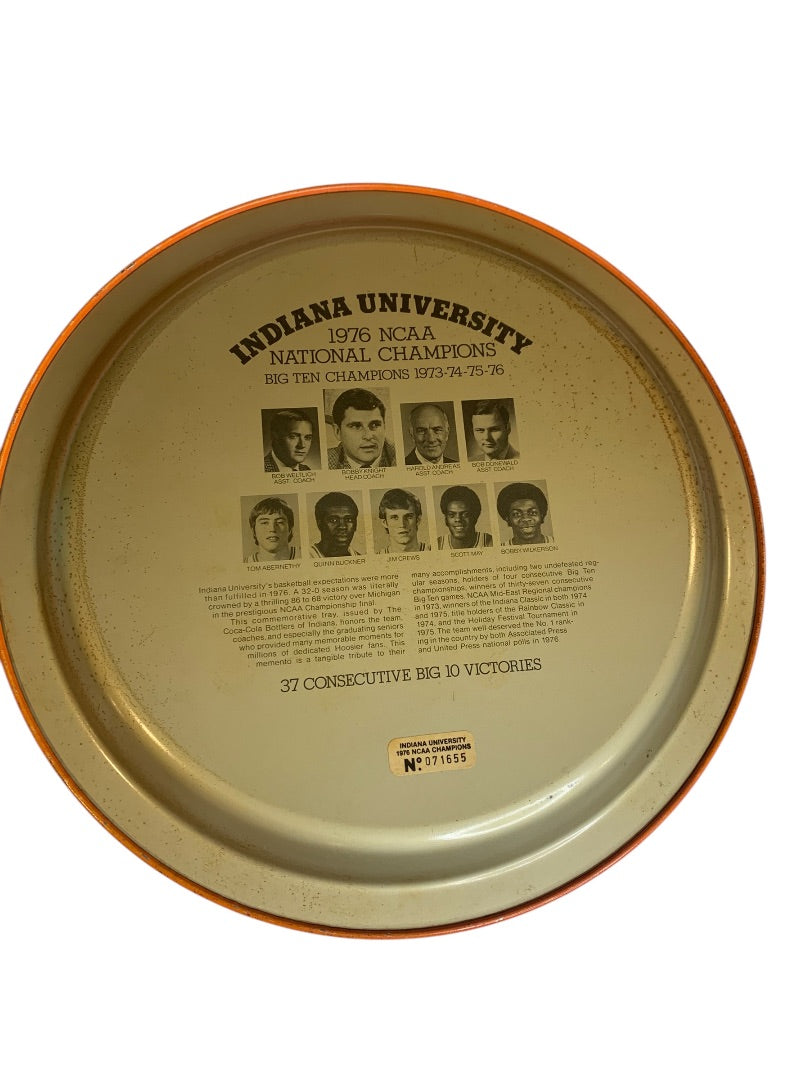 INDIANA UNIVERSITY
1976 NCAA
NATIONAL CHAMPIONS
BIG TEN CHAMPIONS 1973-74-75-76
BOB WELTLICH
ASST. COACH
BOBBY KNIGHT
HEAD COACH
HAROLD ANDREAS
ASST. COACH
BOB DONEWALD
ASST. COACH
TOM ABERNETHY
QUINN BUCKNER
JIM CREWS
SCOTT MAY
BOBBY WILKERSON
Indiana University's basketball expectations were more
than fulfilled in 1976. A 32-0 season was literally
crowned by a thrilling 86 to 68 victory over Michigan
in the prestigious NCAA Championship final.
This commemorative tray, issued by The
Coca-Cola Bottlers of Indiana, honors the team,
coaches, and especially the graduating seniors
who provided many memorable moments for
millions of dedicated Hoosier fans. This
memento is a tangible tribute to their
many accomplishments, including two undefeated reg-
ular seasons, holders of four consecutive Big Ten
championships, winners of thirty-seven consecutive
Big Ten games, NCAA Mid-East Regional champions
in 1973, winners of the Indiana Classic in both 1974
and 1975, title holders of the Rainbow Classic in
1974, and the Holiday Festival Tournament in
1975. The team well deserved the No. 1 rank-
ing in the country by both Associated Press
and United Press national polls in 1976.
37 CONSECUTIVE BIG 10 VICTORIES
INDIANA UNIVERSITY
1976 NCAA CHAMPIONS
Nº 071655